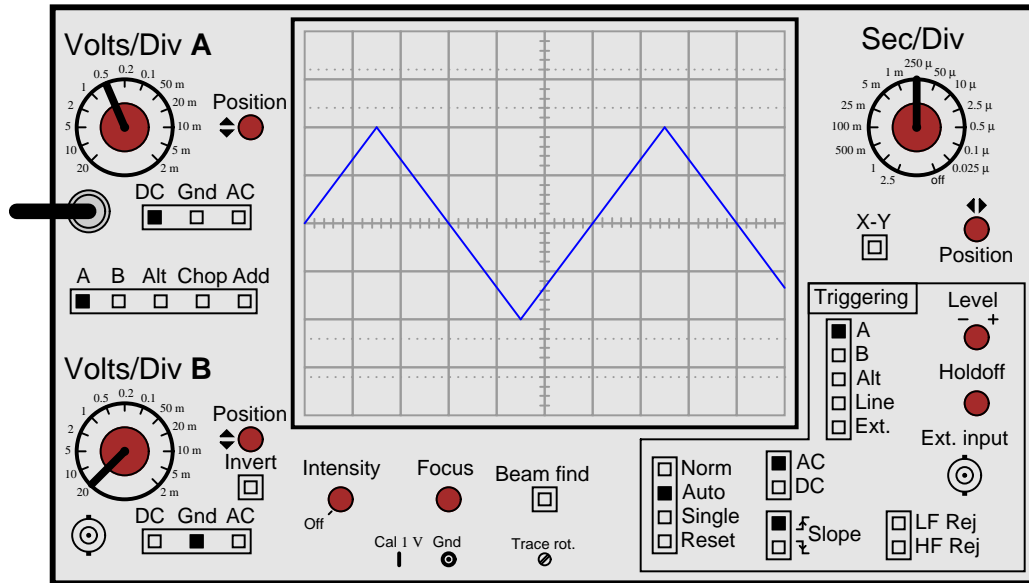 Volts/Div A
0.5 0.2 0.1
1 50 m
2 20 m
5 10 m
10 5 m
20 2 m
Position
DC Gnd AC
A B Alt Chop Add
Volts/Div B
0.5 0.2 0.1
1 50 m
2 20 m
5 10 m
10 5 m
20 2 m
Position
Invert
DC Gnd AC
Intensity
Off
Focus
Beam find
Cal 1 V Gnd
Trace rot.
Sec/Div
250 µ
1 m 50 µ
5 m 10 µ
25 m 2.5 µ
100 m 0.5 µ
500 m 0.1 µ
1 0.025 µ
2.5 off
X-Y
Position
Triggering
A
B
Alt
Line
Ext.
Level
− +
Holdoff
Ext. input
Norm
Auto
Single
Reset
AC
DC
Slope
LF Rej
HF Rej